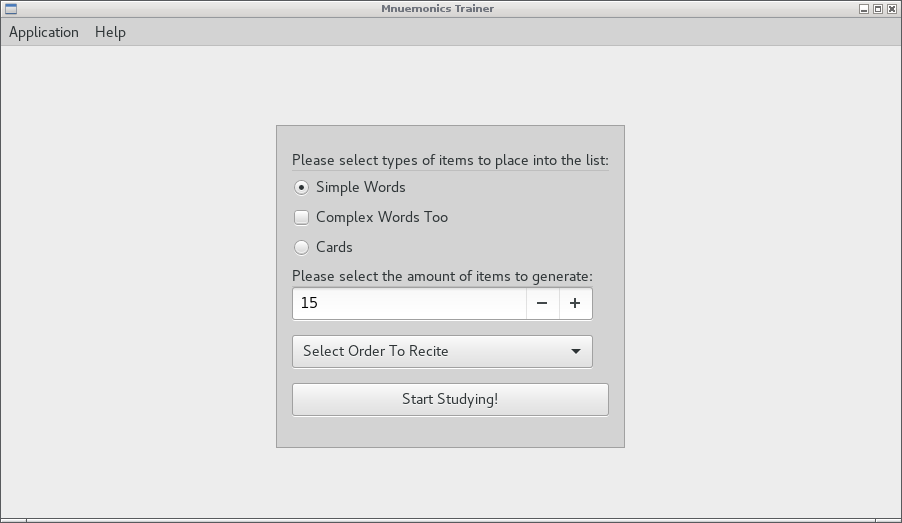 Mnuemonics Trainer
Application Help
Please select types of items to place into the list:
Simple Words
Complex Words Too
Cards
Please select the amount of items to generate:
15
Select Order To Recite
Start Studying!